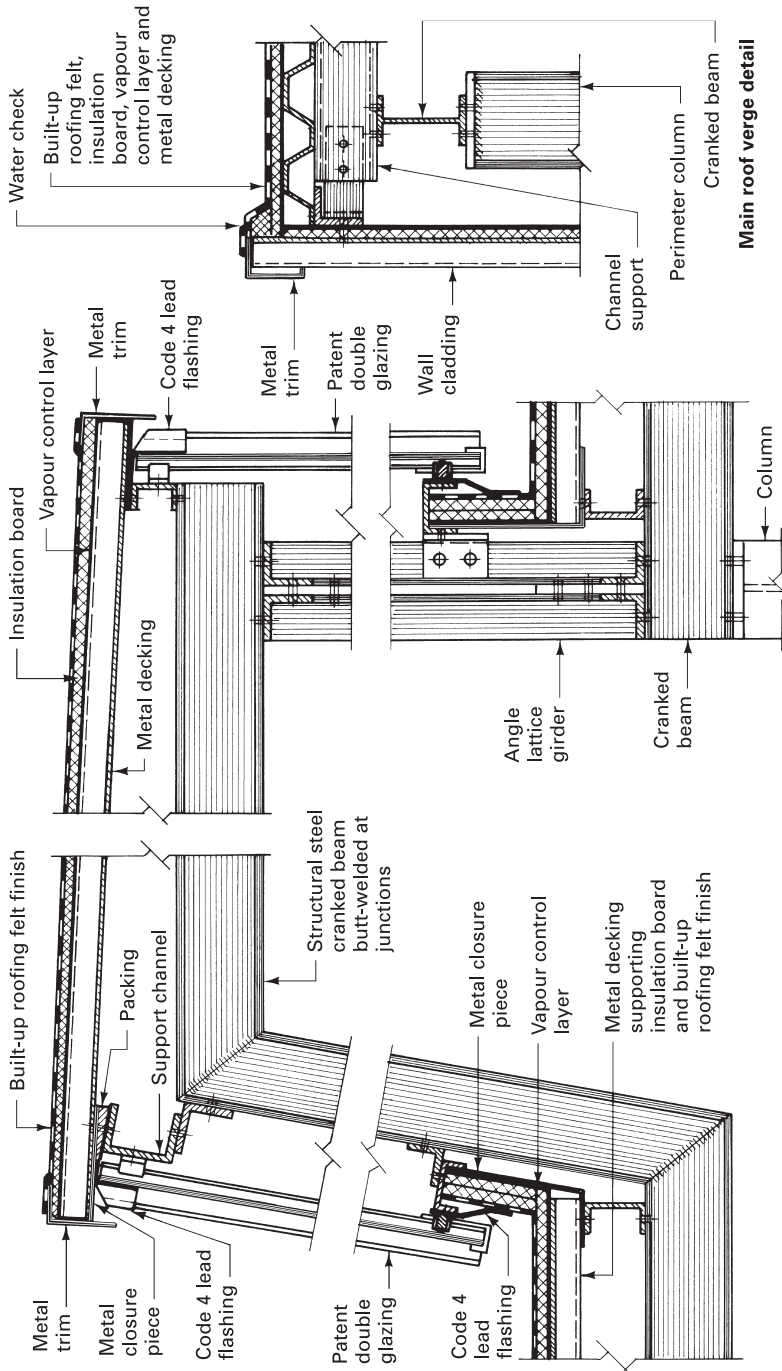 Built-up roofing felt finish
Insulation board
Vapour control layer
Metal
trim
Code 4 lead
flashing
Metal decking
Packing
Support channel
Metal
trim
Metal
closure
piece
Code 4 lead
flashing
Patent
double
glazing
Code 4
lead
flashing
Structural steel
cranked beam
butt-welded at
junctions
Metal closure
piece
Vapour control
layer
Metal decking
supporting
insulation board
and built-up
roofing felt finish
Patent
double
glazing
Angle
lattice
girder
Cranked
beam
Column
Water check
Built-up
roofing felt,
insulation
board, vapour
control layer and
metal decking
Metal
trim
Wall
cladding
Channel
support
Perimeter column
Cranked beam
Main roof verge detail